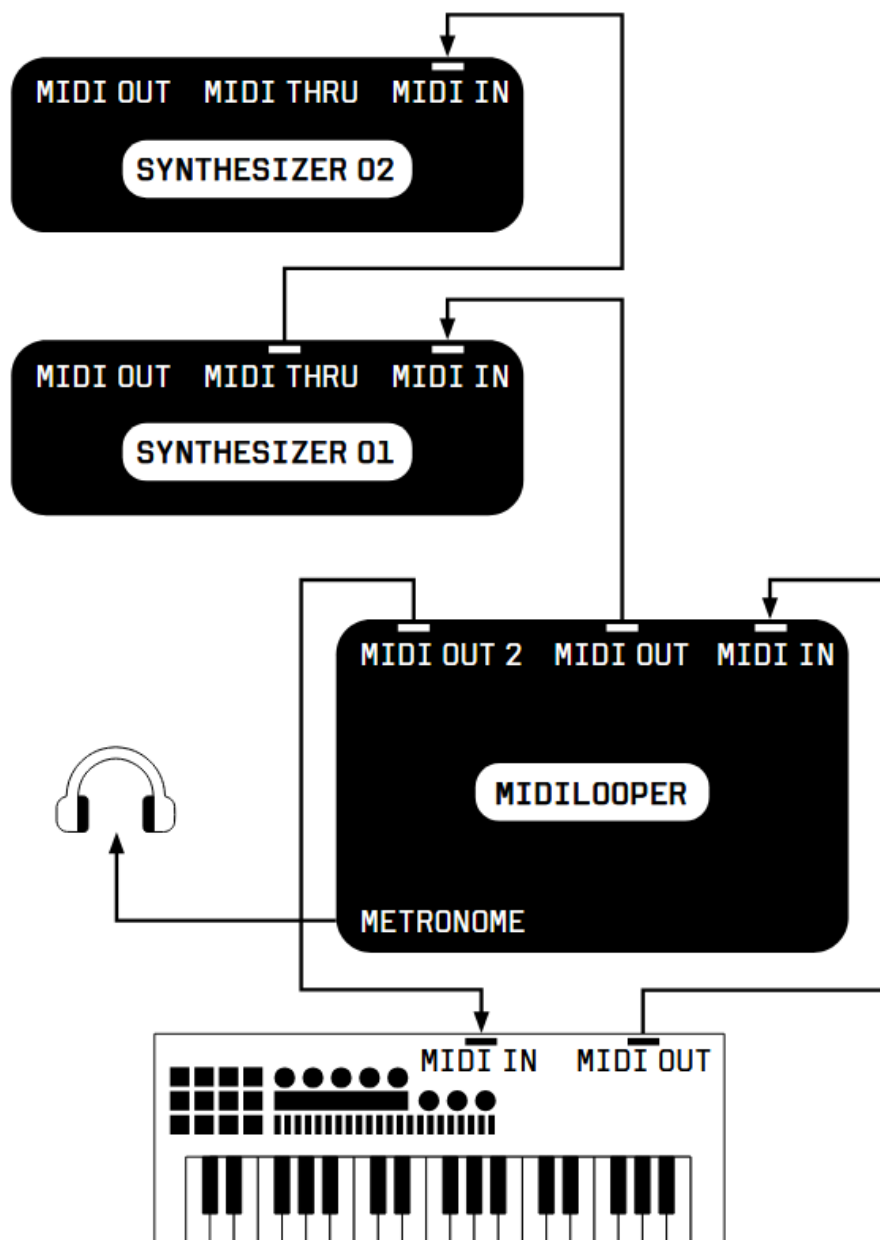 MIDI OUT MIDI THRU MIDI IN
SYNTHESIZER 02
MIDI OUT MIDI THRU MIDI IN
SYNTHESIZER 01
MIDI OUT 2 MIDI OUT MIDI IN
MIDILOOPER
METRONOME
MIDI IN MIDI OUT